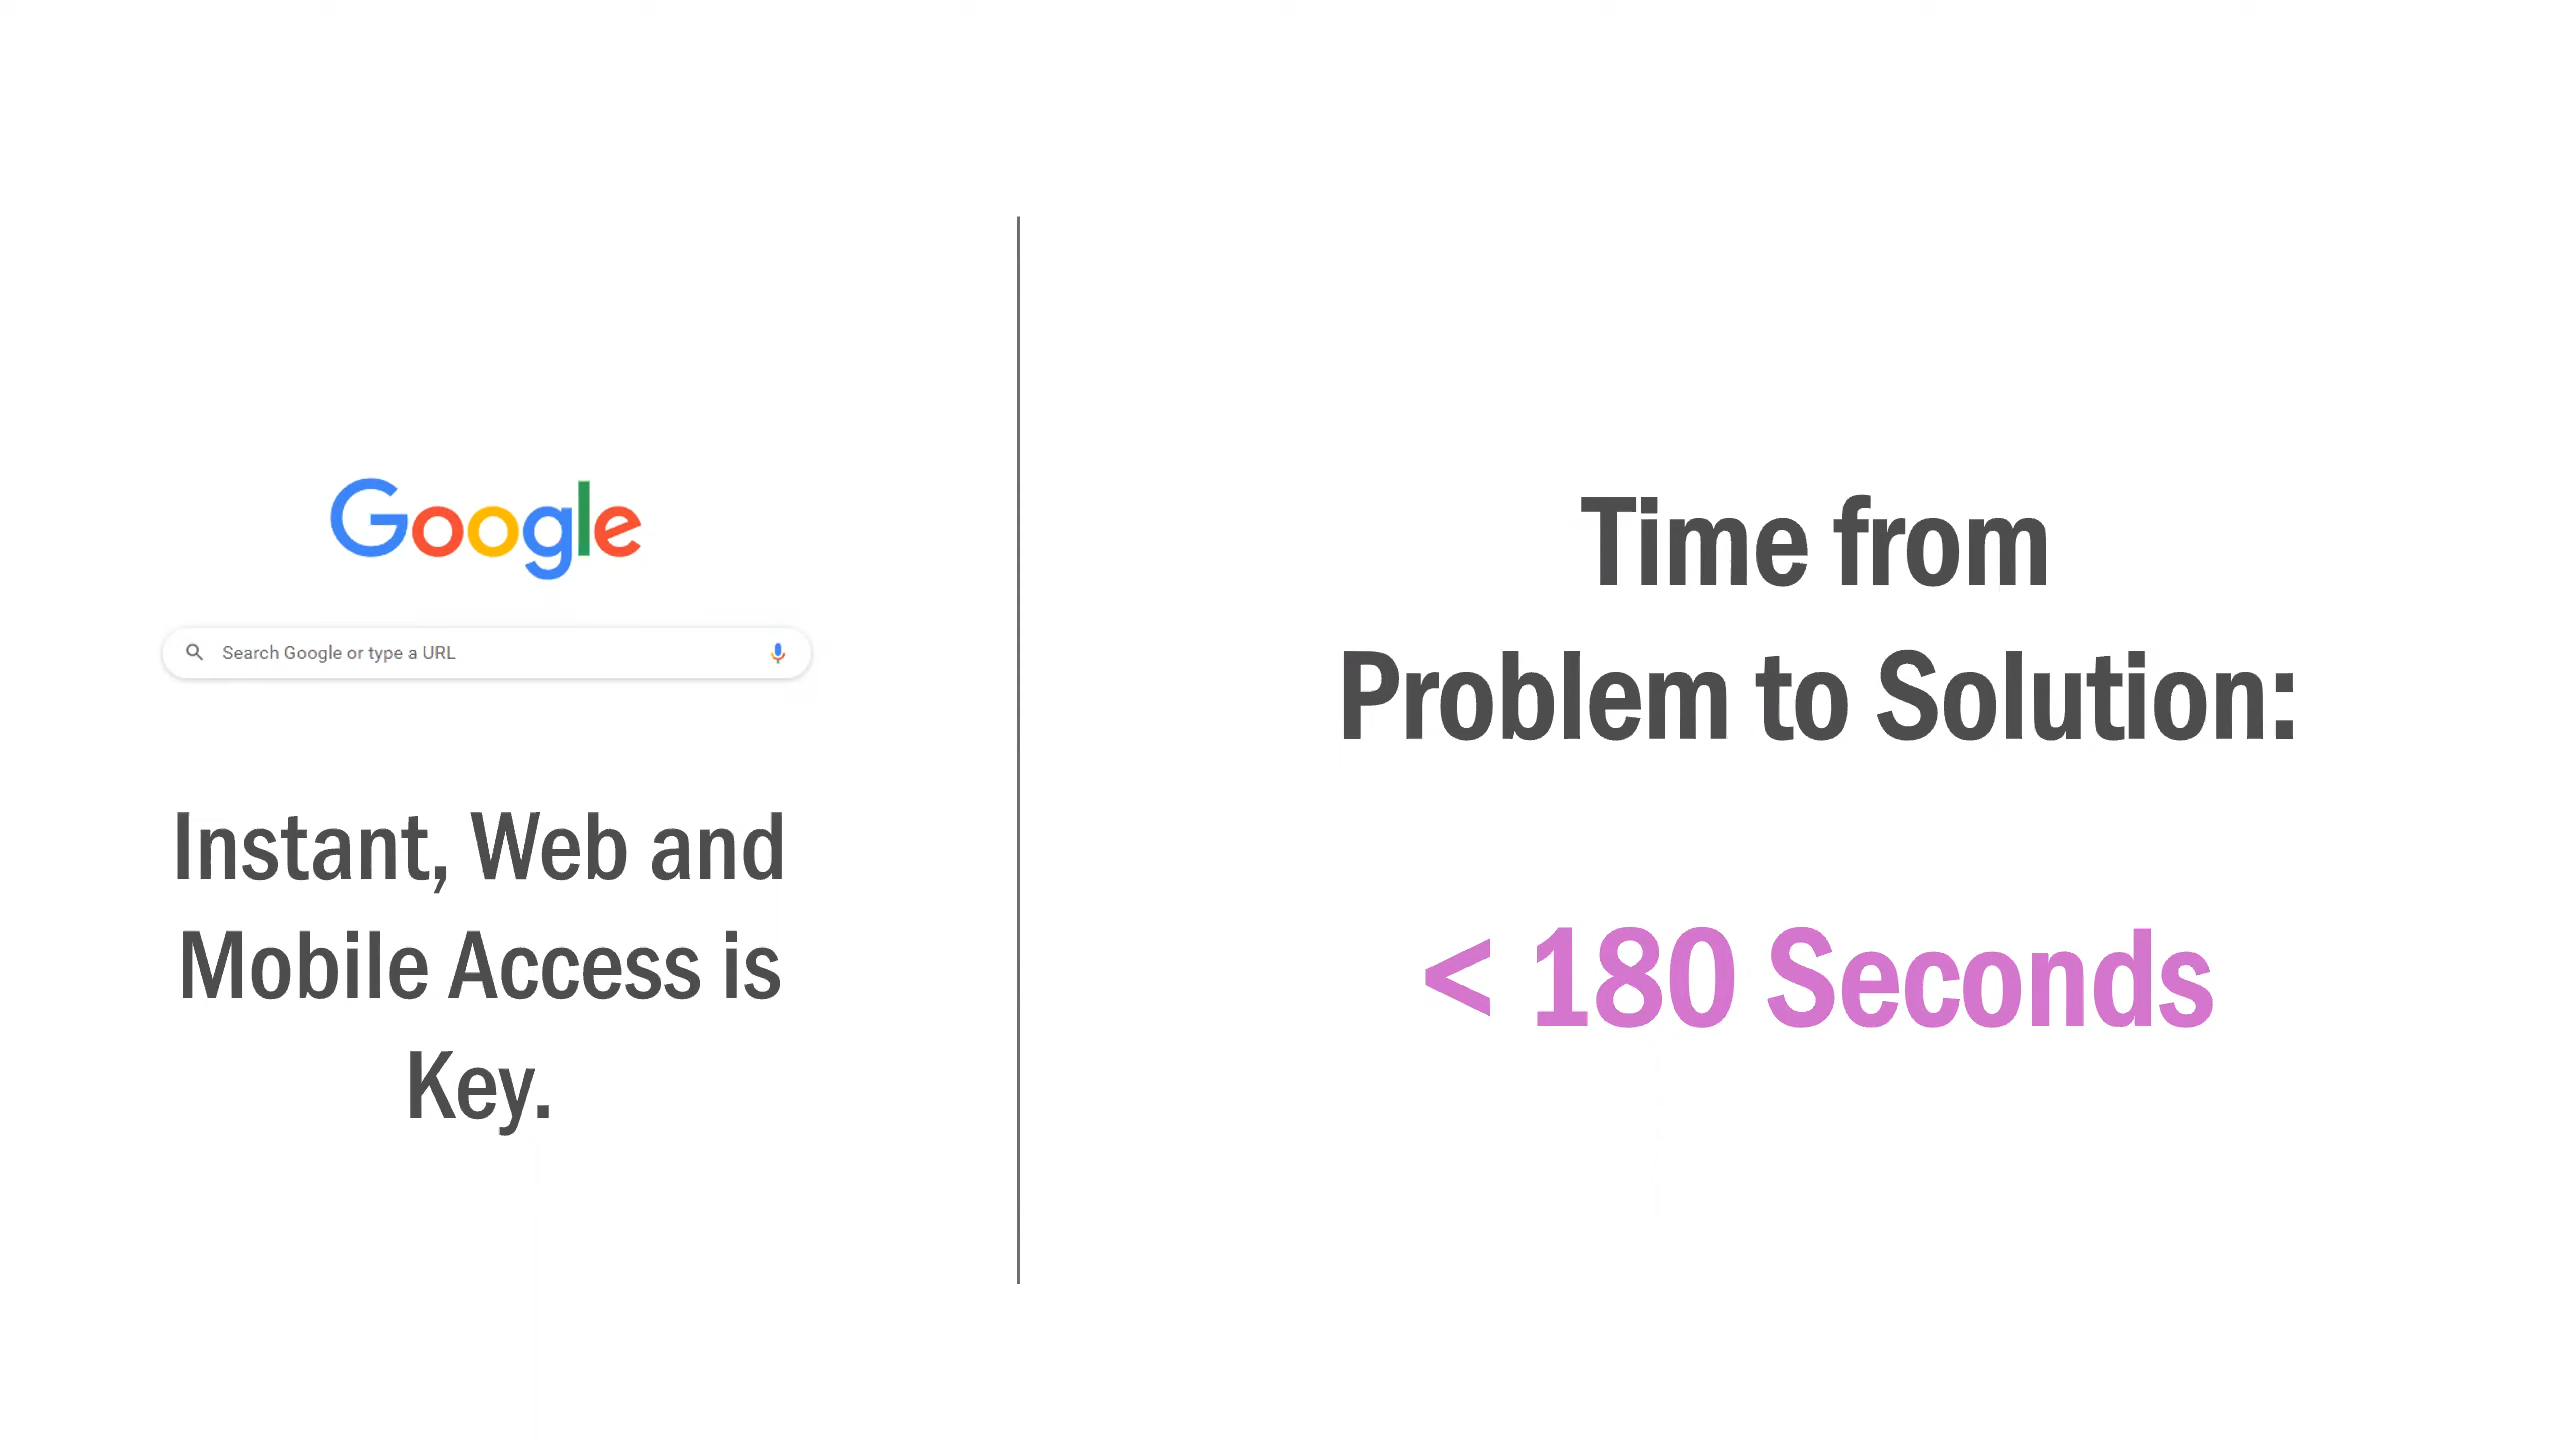 Google
Search Google or type a URL
Instant, Web and
Mobile Access is
Key.
Time from
Problem to Solution:
< 180 Seconds